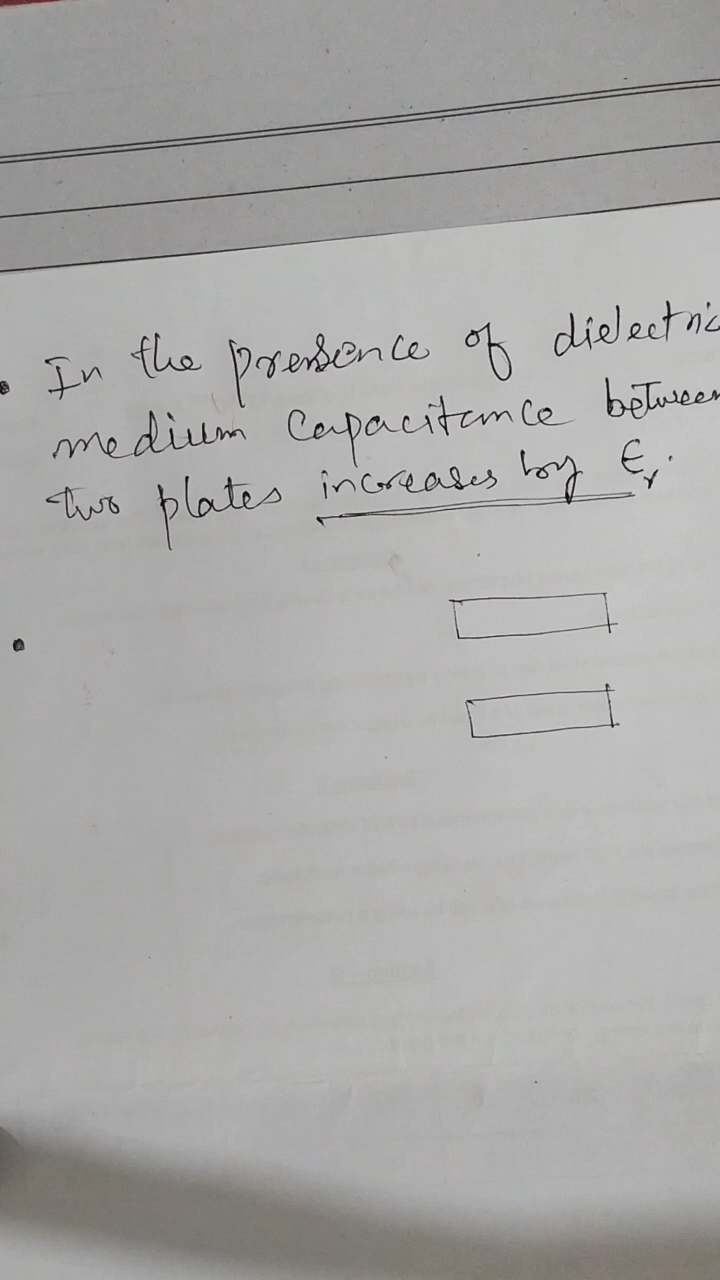 • In the presence of dielectric
medium capacitance between
two plates increases by ϵr.
•